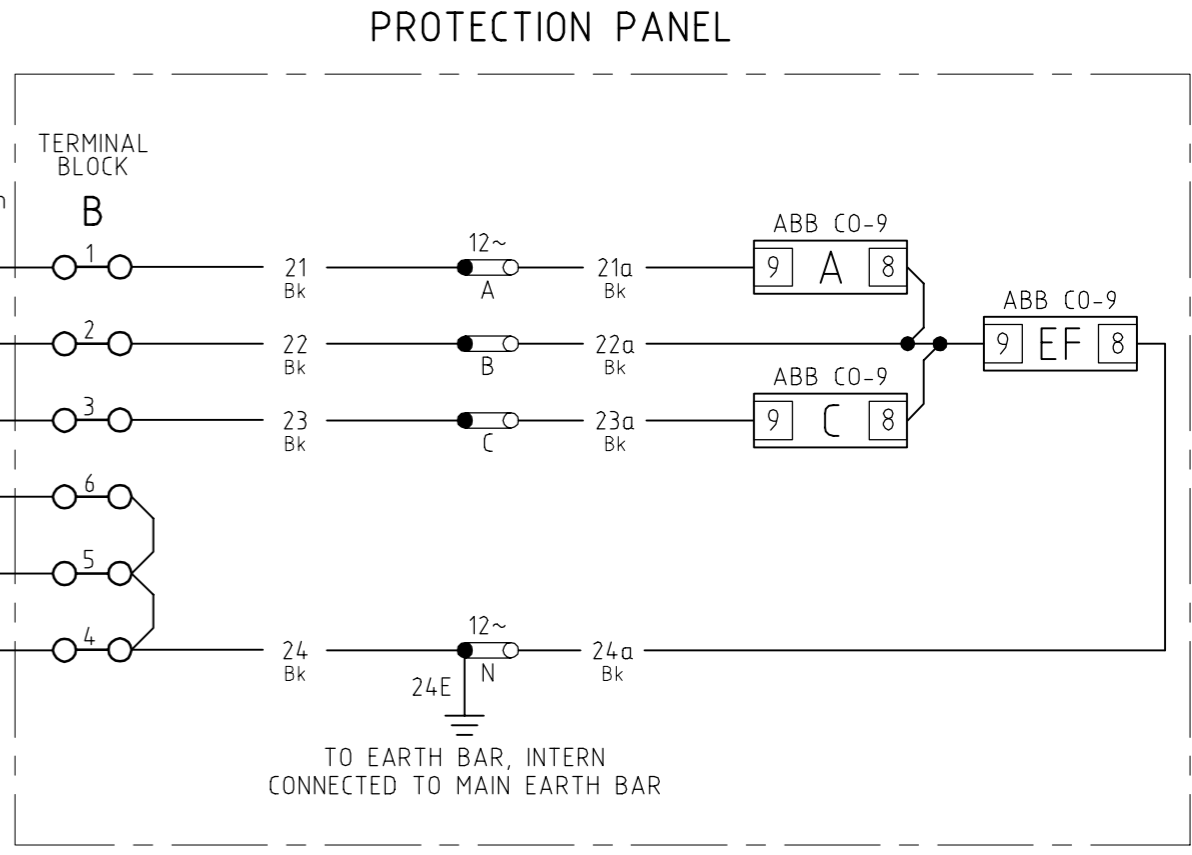 PROTECTION PANEL
TERMINAL
BLOCK
B
1
21
Bk
12~
A
21a
Bk
ABB CO-9
9 A 8
2
22
Bk
B
22a
Bk
ABB CO-9
9 EF 8
3
23
Bk
C
23a
Bk
ABB CO-9
9 C 8
6
5
4
24
Bk
12~
N
24a
Bk
24E
TO EARTH BAR, INTERN
CONNECTED TO MAIN EARTH BAR